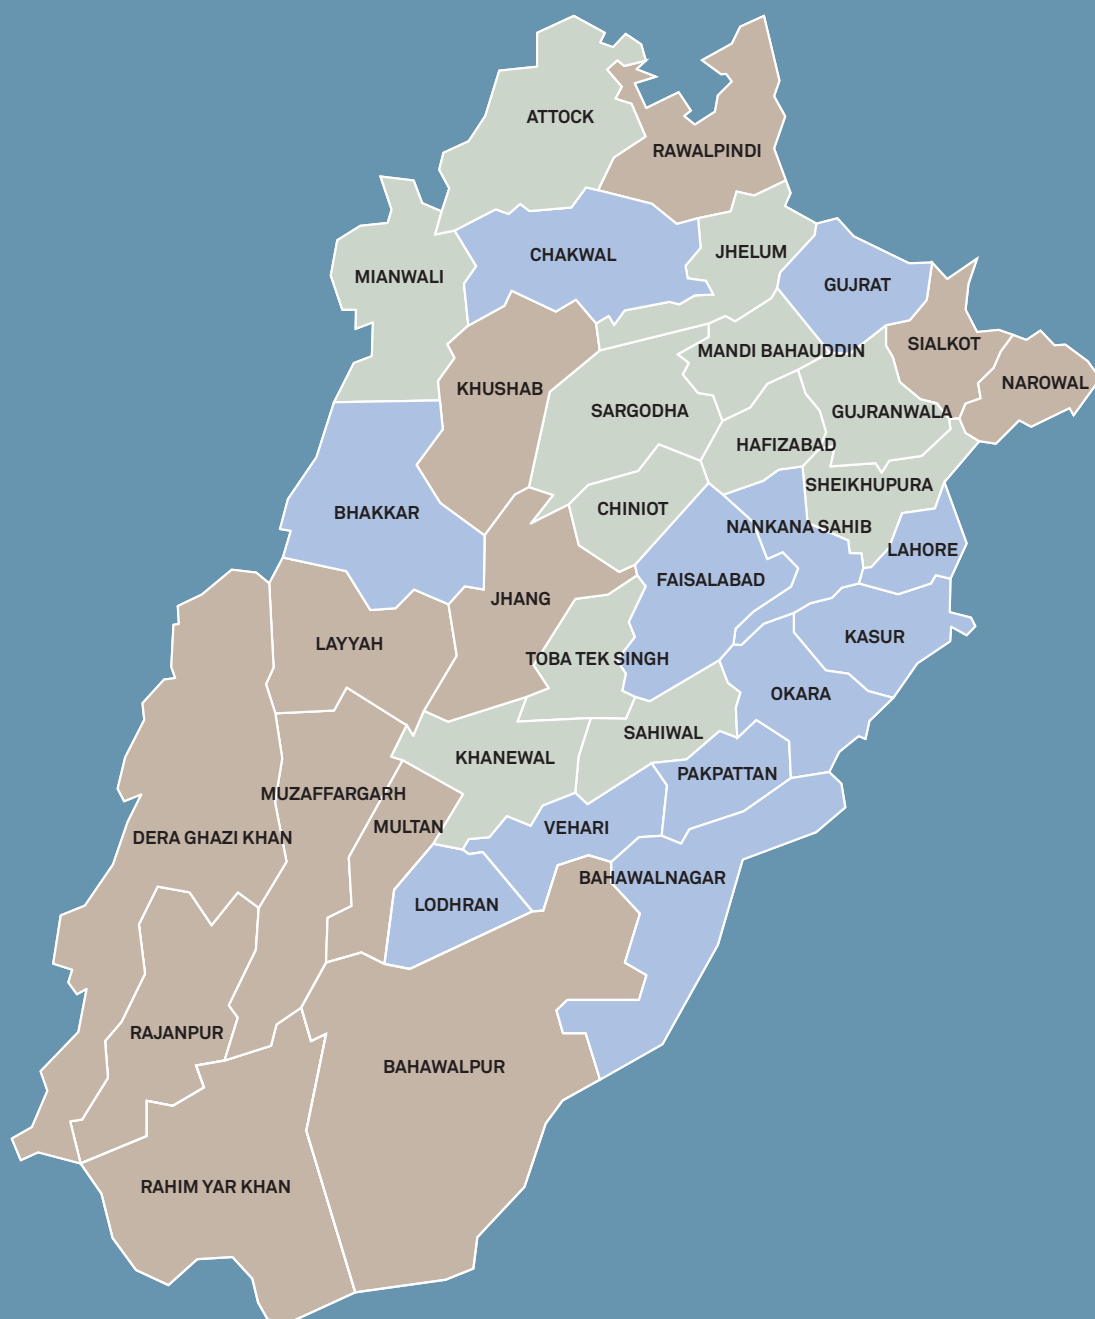 ATTOCK
RAWALPINDI
CHAKWAL
JHELUM
MIANWALI
GUJRAT
SIALKOT
MANDI BAHAUDDIN
NAROWAL
KHUSHAB
SARGODHA
GUJRANWALA
HAFIZABAD
SHEIKHUPURA
CHINIOT
BHAKKAR
NANKANA SAHIB
LAHORE
FAISALABAD
JHANG
KASUR
LAYYAH
TOBA TEK SINGH
OKARA
SAHIWAL
KHANEWAL
PAKPATTAN
MUZAFFARGARH
MULTAN
VEHARI
DERA GHAZI KHAN
BAHAWALNAGAR
LODHRAN
RAJANPUR
BAHAWALPUR
RAHIM YAR KHAN